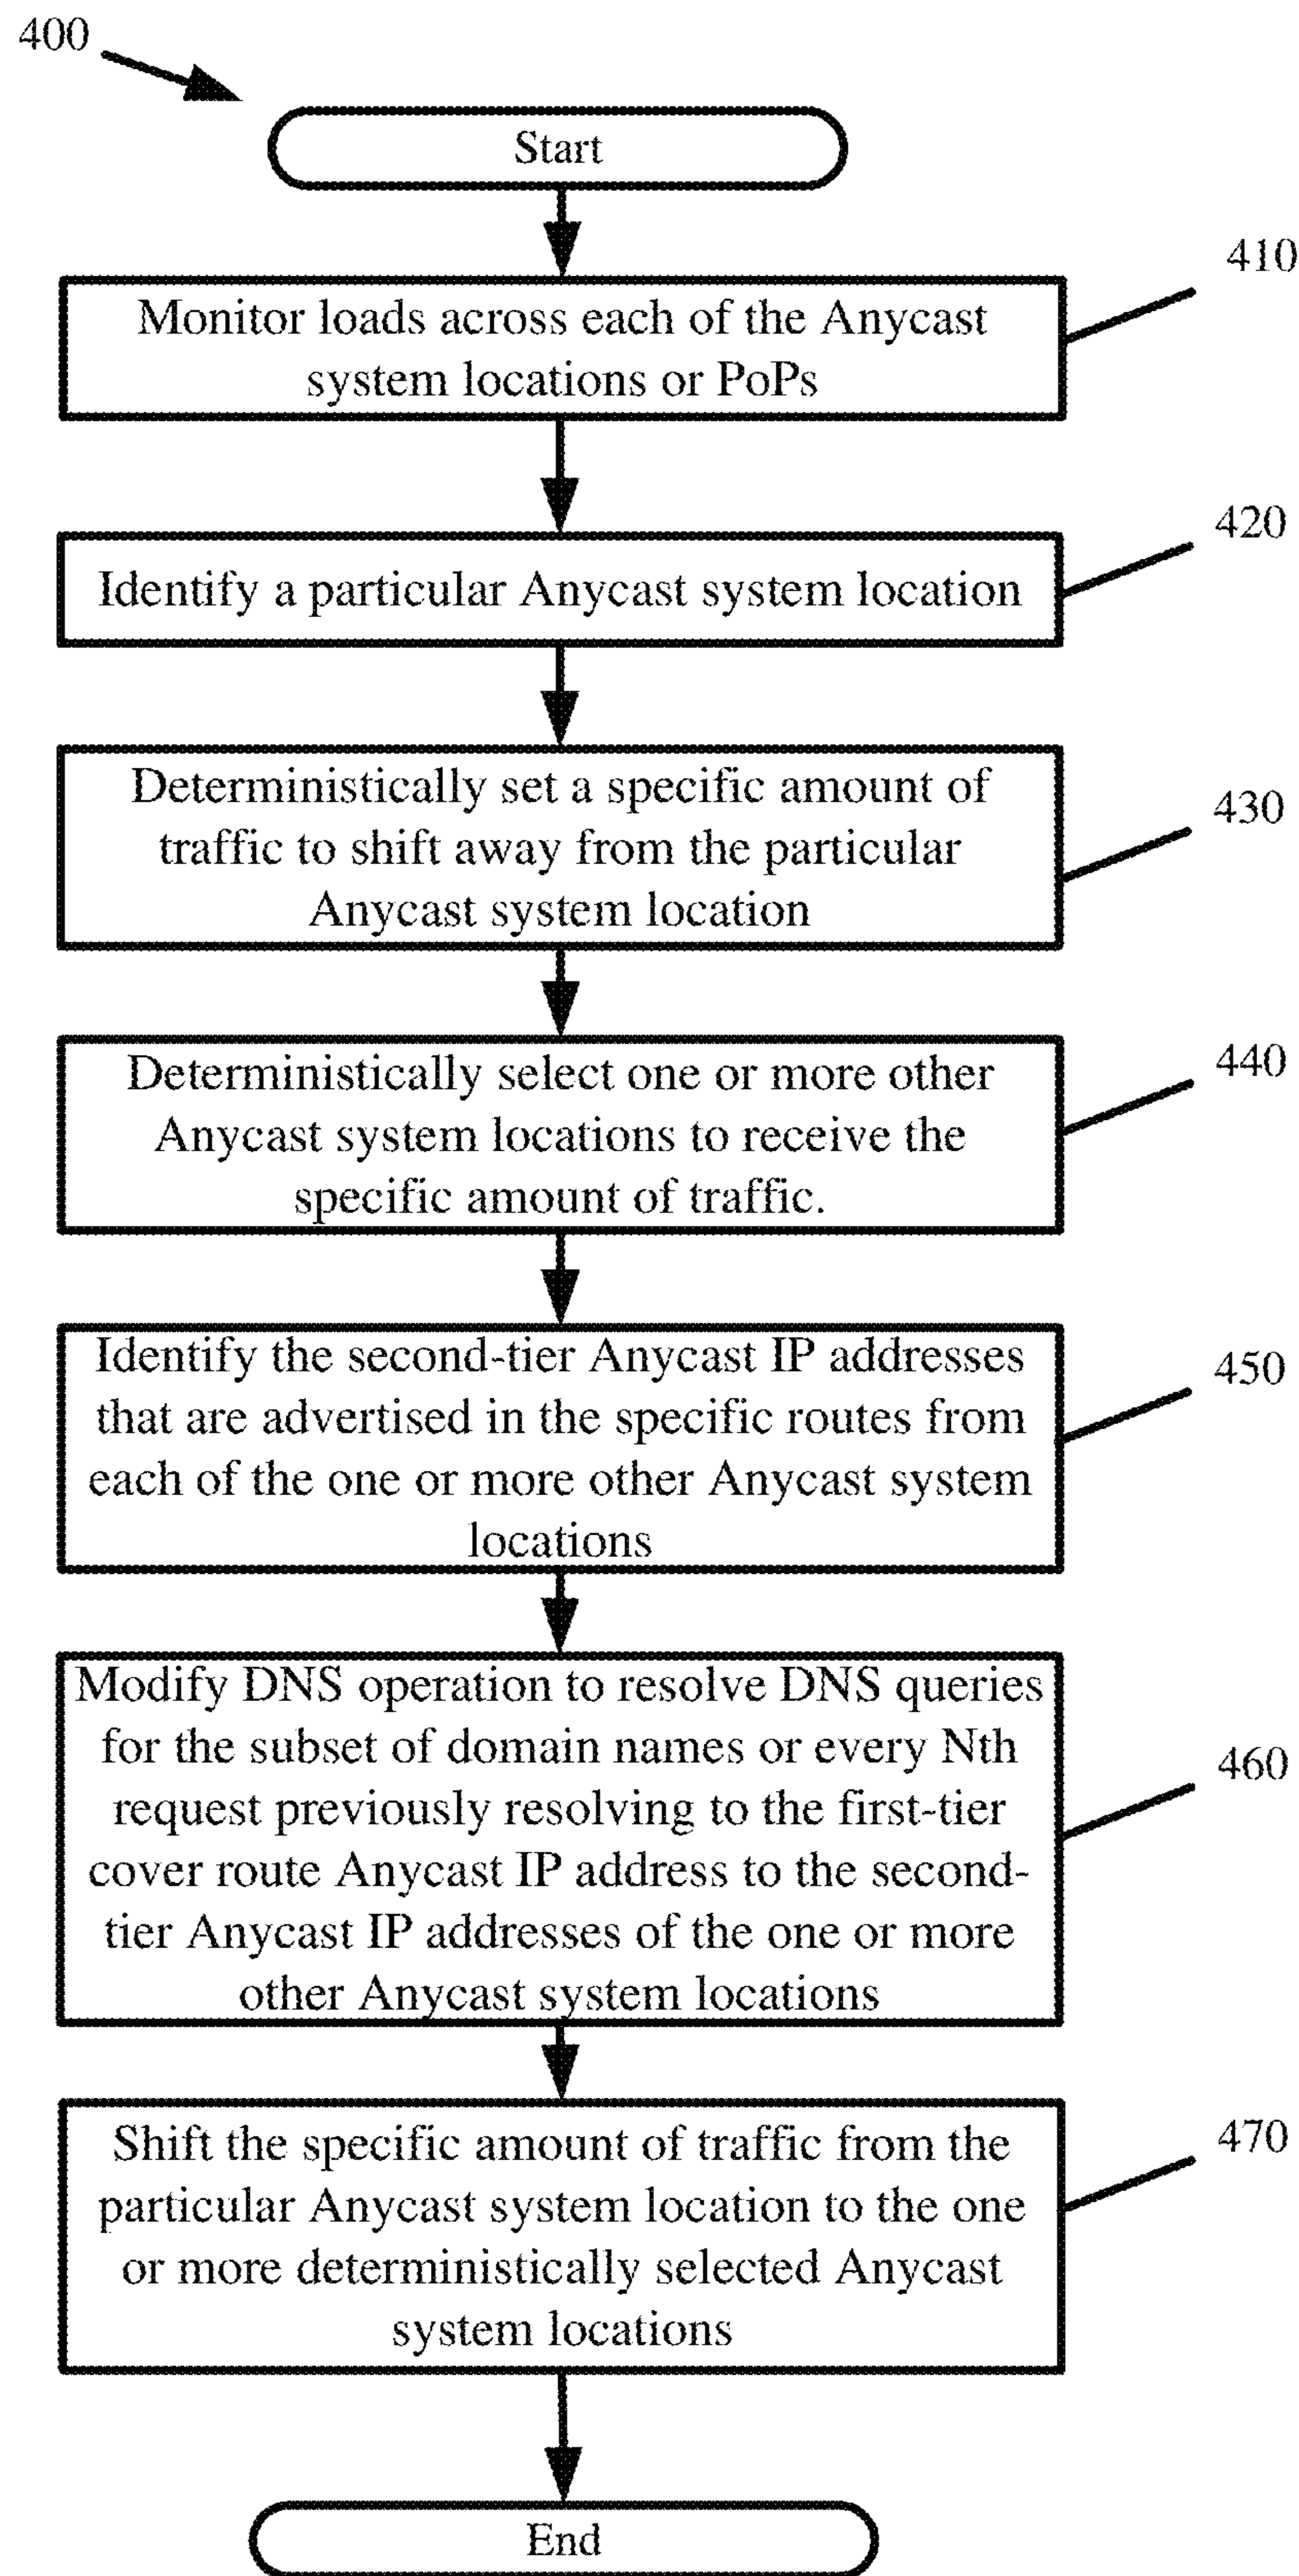 400
Start
410
Monitor loads across each of the Anycast
system locations or PoPs
420
Identify a particular Anycast system location
430
Deterministically set a specific amount of
traffic to shift away from the particular
Anycast system location
440
Deterministically select one or more other
Anycast system locations to receive the
specific amount of traffic.
450
Identify the second-tier Anycast IP addresses
that are advertised in the specific routes from
each of the one or more other Anycast system
locations
460
Modify DNS operation to resolve DNS queries
for the subset of domain names or every Nth
request previously resolving to the first-tier
cover route Anycast IP address to the second-
tier Anycast IP addresses of the one or more
other Anycast system locations
470
Shift the specific amount of traffic from the
particular Anycast system location to the one
or more deterministically selected Anycast
system locations
End